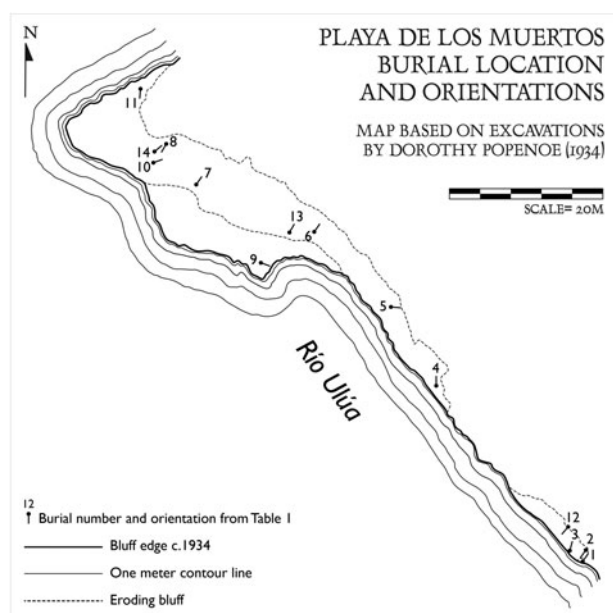 N
PLAYA DE LOS MUERTOS
BURIAL LOCATION
AND ORIENTATIONS
MAP BASED ON EXCAVATIONS
BY DOROTHY POPENOE (1934)
SCALE= 20M
11
14
8
10
7
13
6
9
5
4
Río Ulúa
12
3
2
1
12
Burial number and orientation from Table 1
Bluff edge c.1934
One meter contour line
Eroding bluff